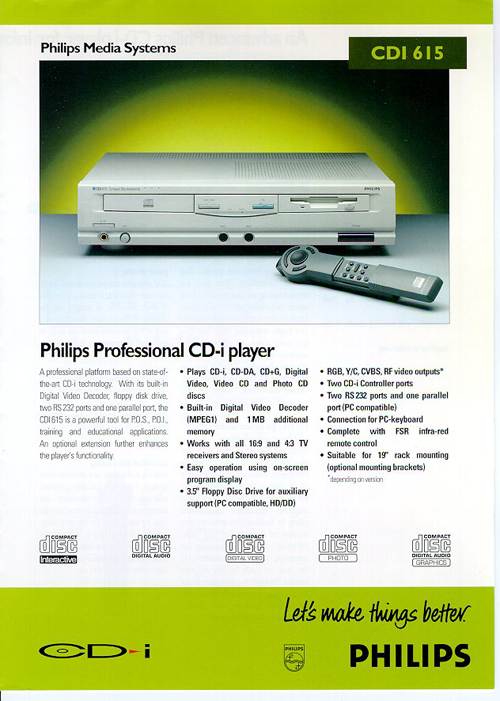 Philips Media Systems
CDI 615
PHILIPS
Philips Professional CD-i player
A professional platform based on state-of-
the-art CD-i technology. With its built-in
Digital Video Decoder, floppy disk drive,
two RS 232 ports and one parallel port, the
CDI 615 is a powerful tool for P.O.S., P.O.I.,
training and educational applications.
An optional extension further enhances
the player's functionality.
• Plays CD-i, CD-DA, CD+G, Digital
Video, Video CD and Photo CD
discs
• Built-in Digital Video Decoder
(MPEG1) and 1 MB additional
memory
• Works with all 16:9 and 4:3 TV
receivers and Stereo systems
• Easy operation using on-screen
program display
• 3.5" Floppy Disc Drive for auxiliary
support (PC compatible, HD/DD)
• RGB, Y/C, CVBS, RF video outputs*
• Two CD-i Controller ports
• Two RS 232 ports and one parallel
port (PC compatible)
• Connection for PC-keyboard
• Complete with FSR infra-red
remote control
• Suitable for 19" rack mounting
(optional mounting brackets)
*depending on version
COMPACT
disc
Interactive
COMPACT
disc
DIGITAL AUDIO
COMPACT
disc
DIGITAL VIDEO
COMPACT
disc
PHOTO
COMPACT
disc
DIGITAL AUDIO
GRAPHICS
Let's make things better.
CD-i
PHILIPS
PHILIPS